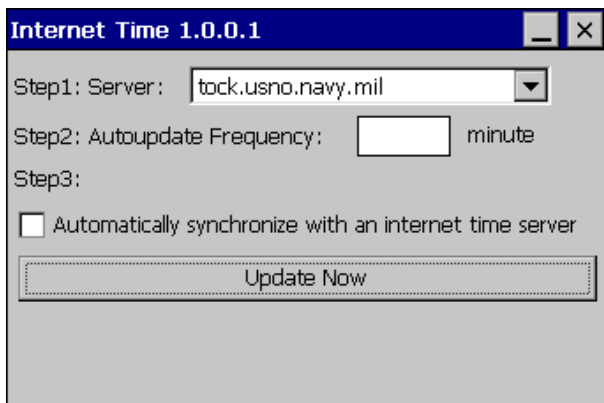 Internet Time 1.0.0.1
Step1: Server: tock.usno.navy.mil
Step2: Autoupdate Frequency: minute
Step3:
Automatically synchronize with an internet time server
Update Now